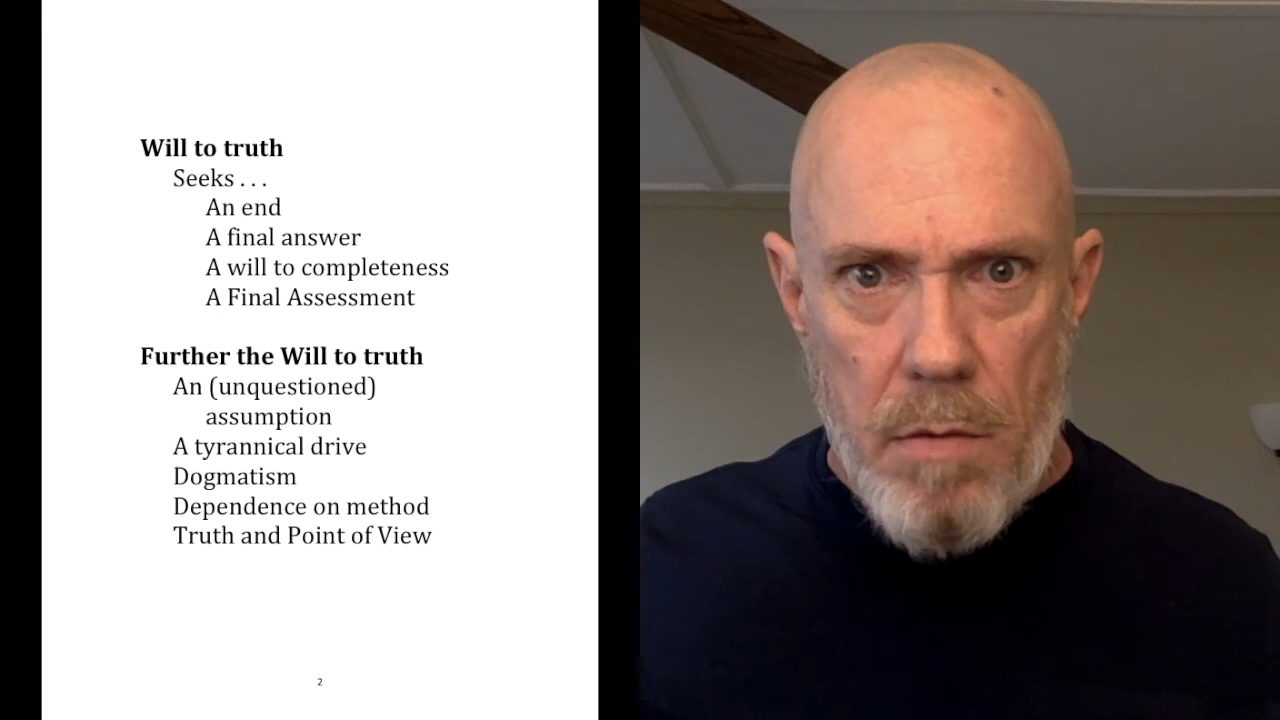 Will to truth
Seeks . . .
An end
A final answer
A will to completeness
A Final Assessment
Further the Will to truth
An (unquestioned)
assumption
A tyrannical drive
Dogmatism
Dependence on method
Truth and Point of View
2